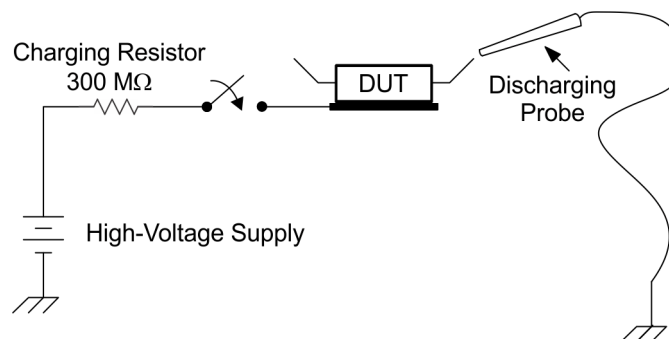 Charging Resistor
300 MΩ
DUT
Discharging
Probe
High-Voltage Supply